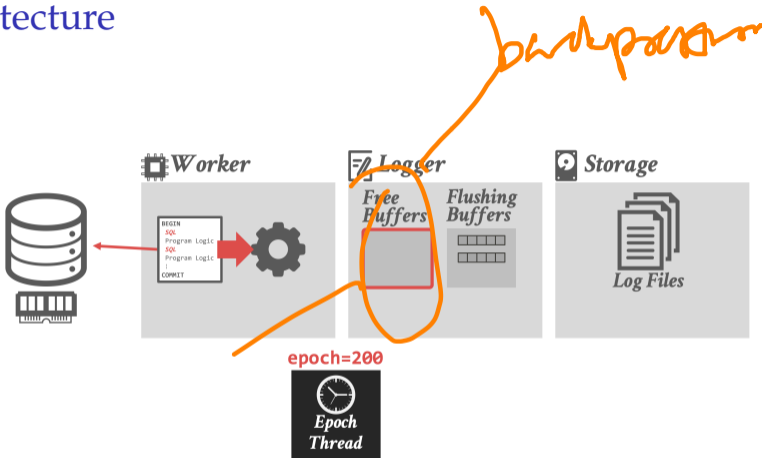 tecture
Worker
Logger
Storage
Free
Buffers
Flushing
Buffers
BEGIN
SQL
Program Logic
SQL
Program Logic
⋮
COMMIT
Log Files
epoch=200
Epoch
Thread